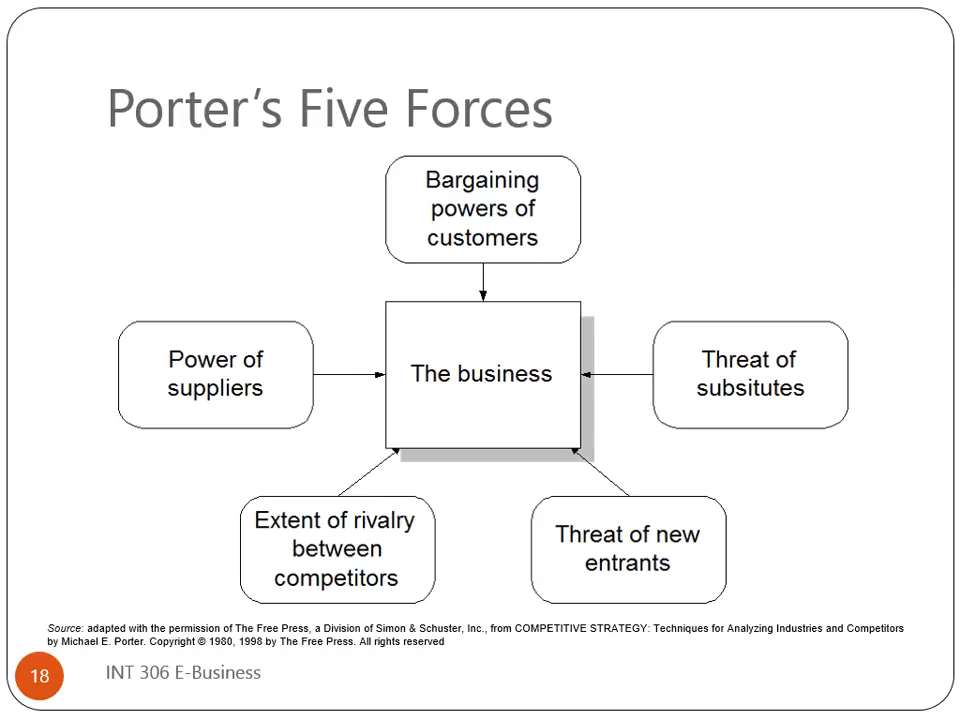 Porter's Five Forces
Bargaining
powers of
customers
Power of
suppliers
The business
Threat of
subsitutes
Extent of rivalry
between
competitors
Threat of new
entrants
Source: adapted with the permission of The Free Press, a Division of Simon & Schuster, Inc., from COMPETITIVE STRATEGY: Techniques for Analyzing Industries and Competitors
by Michael E. Porter. Copyright © 1980, 1998 by The Free Press. All rights reserved
18
INT 306 E-Business